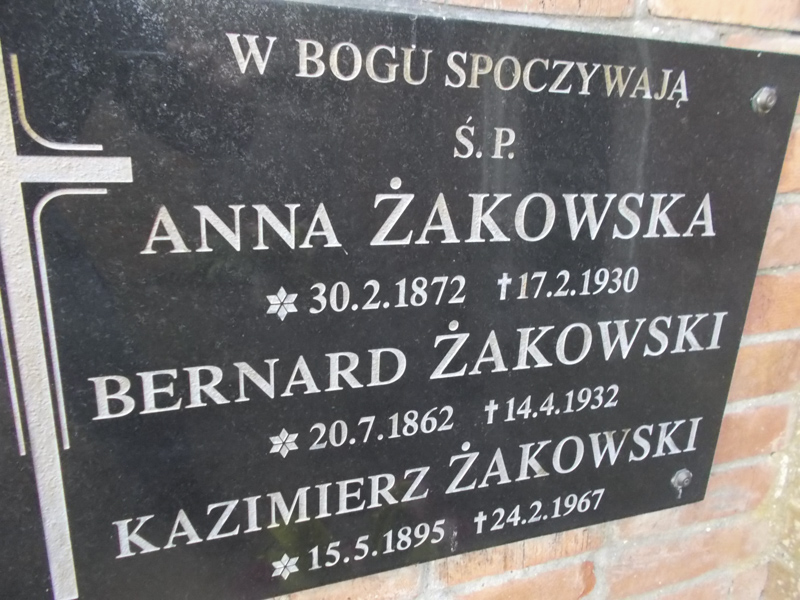 W BOGU SPOCZYWAJĄ
Ś. P.
ANNA ŻAKOWSKA
30.2.1872 17.2.1930
BERNARD ŻAKOWSKI
20.7.1862 14.4.1932
KAZIMIERZ ŻAKOWSKI
15.5.1895 24.2.1967